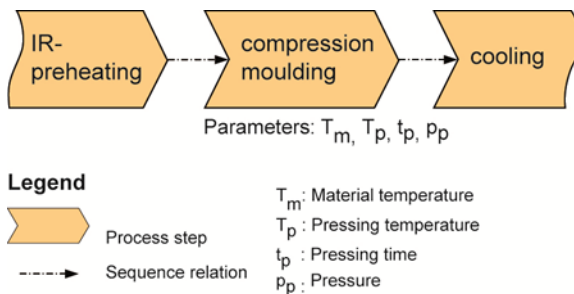 IR-
preheating
compression
moulding
cooling
Parameters: Tm, Tp, tp, pp
Legend
Process step
Sequence relation
Tm: Material temperature
Tp: Pressing temperature
tp : Pressing time
pp : Pressure